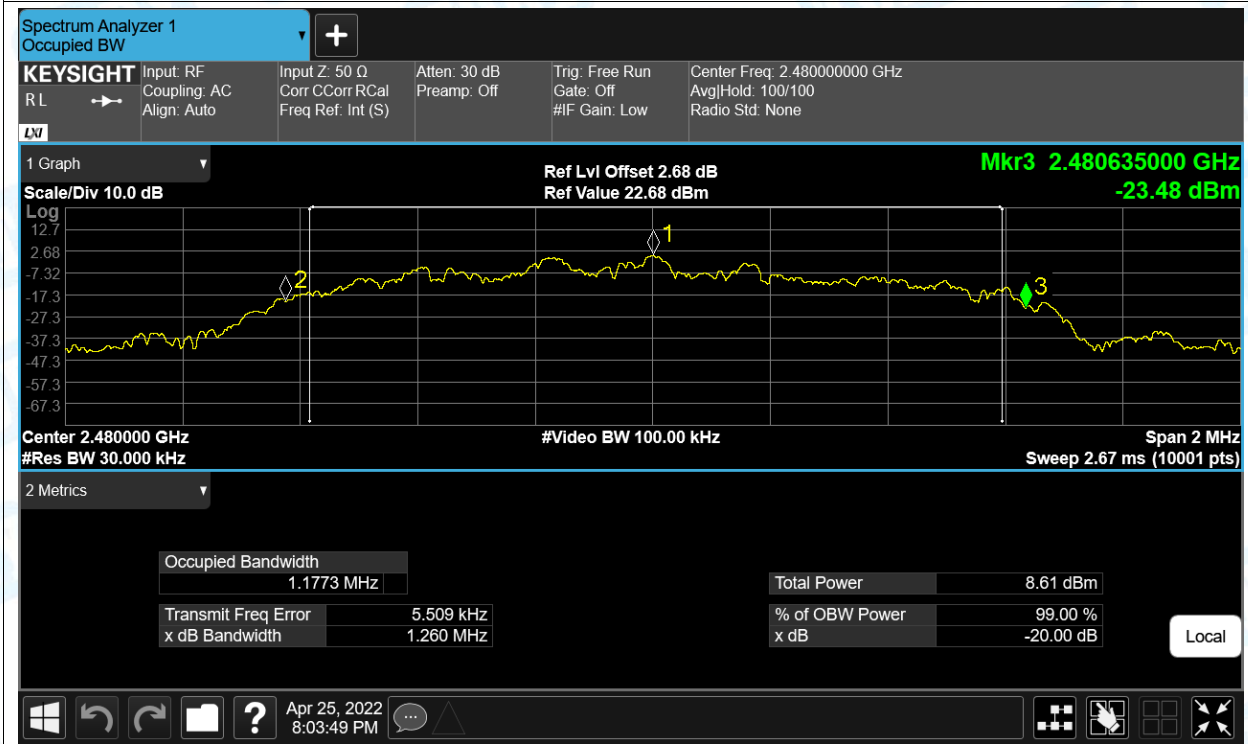 Spectrum Analyzer 1
Occupied BW
+
KEYSIGHT
R L
LXI
Input: RF
Coupling: AC
Align: Auto
Input Z: 50 Ω
Corr CCorr RCal
Freq Ref: Int (S)
Atten: 30 dB
Preamp: Off
Trig: Free Run
Gate: Off
#IF Gain: Low
Center Freq: 2.480000000 GHz
Avg|Hold: 100/100
Radio Std: None
1 Graph
Scale/Div 10.0 dB
Ref Lvl Offset 2.68 dB
Ref Value 22.68 dBm
Mkr3 2.480635000 GHz
-23.48 dBm
Log
12.7
2.68
-7.32
-17.3
-27.3
-37.3
-47.3
-57.3
-67.3
2
1
3
Center 2.480000 GHz
#Res BW 30.000 kHz
#Video BW 100.00 kHz
Span 2 MHz
Sweep 2.67 ms (10001 pts)
2 Metrics
Occupied Bandwidth
1.1773 MHz
Transmit Freq Error 5.509 kHz
x dB Bandwidth 1.260 MHz
Total Power 8.61 dBm
% of OBW Power 99.00 %
x dB -20.00 dB
Local
?
Apr 25, 2022
8:03:49 PM